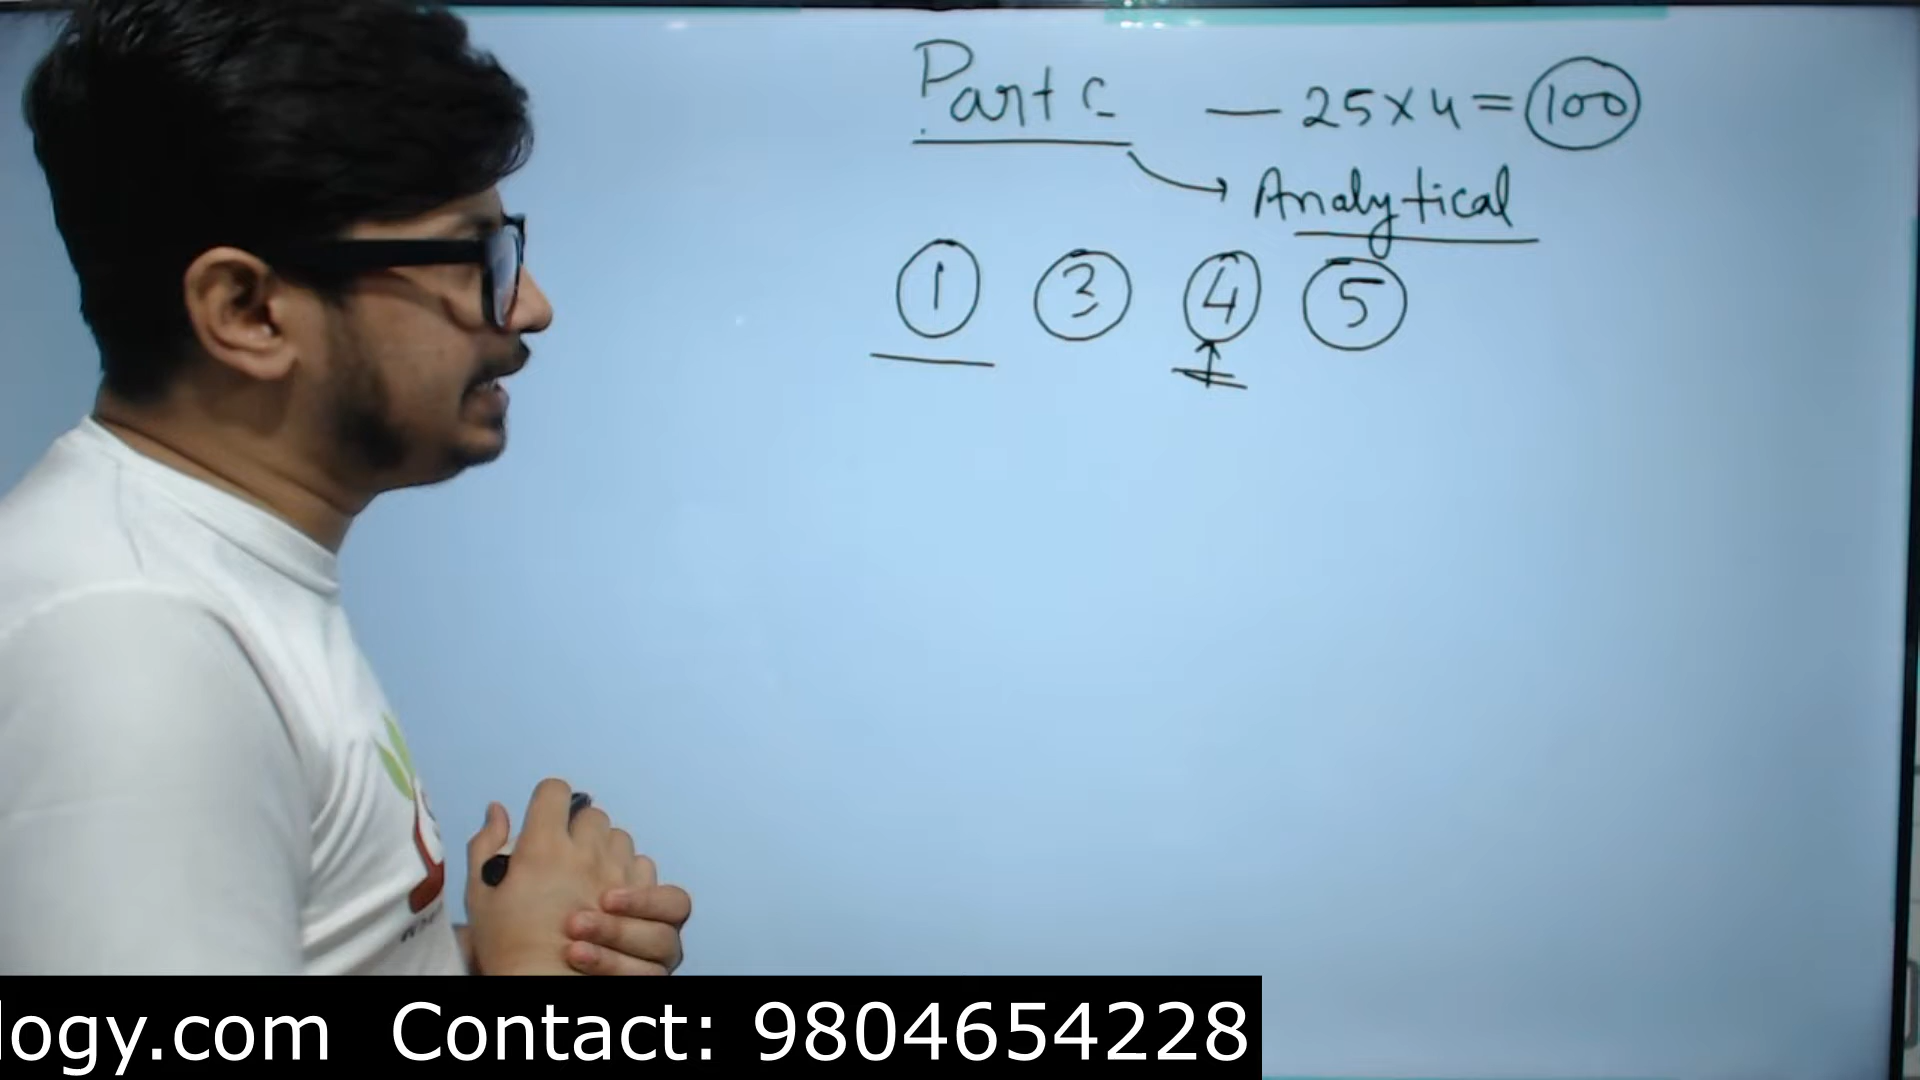 Part C — 25 x 4 = 100
Analytical
1 3 4 5
logy.com Contact: 9804654228